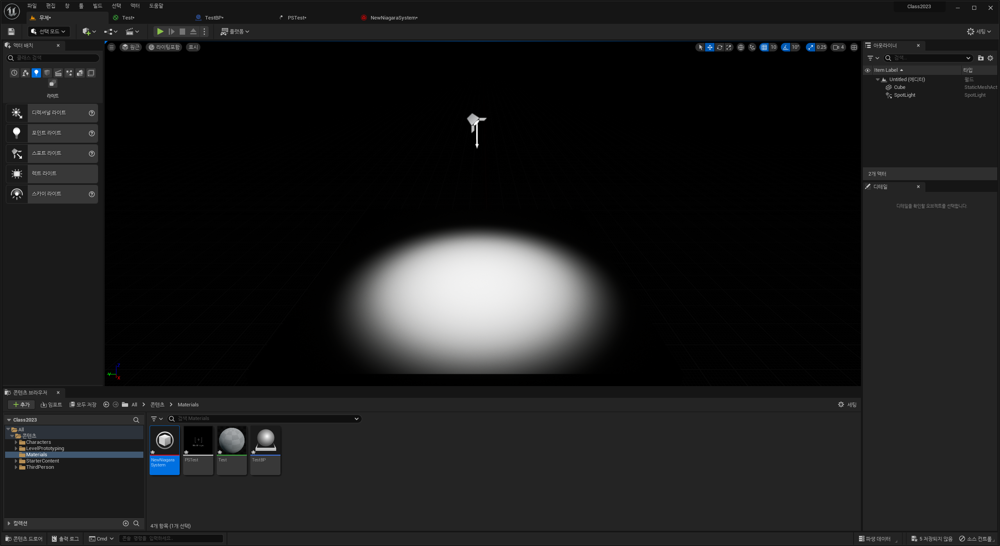 파일 편집 창 툴 빌드 선택 액터 도움말
Class2023
무제* Test* TestBP* PSTest* NewNiagaraSystem*
선택 모드 플랫폼 세팅
액터 배치
클래스 검색
라이트
디렉셔널 라이트
포인트 라이트
스포트 라이트
렉트 라이트
스카이 라이트
원근 라이팅포함 표시
10 10° 0.25 4
Z
Y
X
아웃라이너
검색...
Item Label 타입
Untitled (에디터) 월드
Cube StaticMeshAct
SpotLight SpotLight
2개 액터
디테일
디테일을 확인할 오브젝트를 선택합니다.
콘텐츠 브라우저
추가 임포트 모두 저장 All 콘텐츠 Materials 세팅
Class2023
All
콘텐츠
Characters
LevelPrototyping
Materials
StarterContent
ThirdPerson
컬렉션
검색 Materials
No Image
NewNiagara
System
PSTest
Test
TestBP
4개 항목 (1개 선택)
콘텐츠 드로어 출력 로그 Cmd 콘솔 명령을 입력하세요.
파생 데이터 5 저장되지 않음 소스 컨트롤